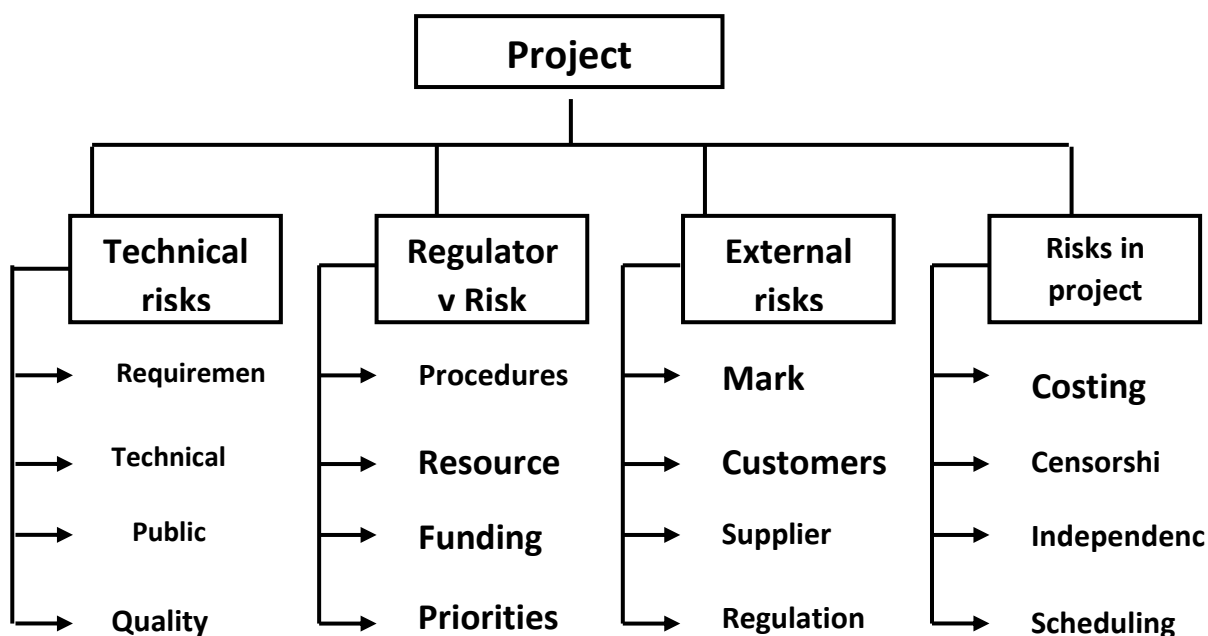 Project
Technical
risks
Regulator
y Risk
External
risks
Risks in
project
Requiremen
Procedures
Mark
Costing
Technical
Resource
Customers
Censorshi
Public
Funding
Supplier
Independenc
Quality
Priorities
Regulation
Scheduling